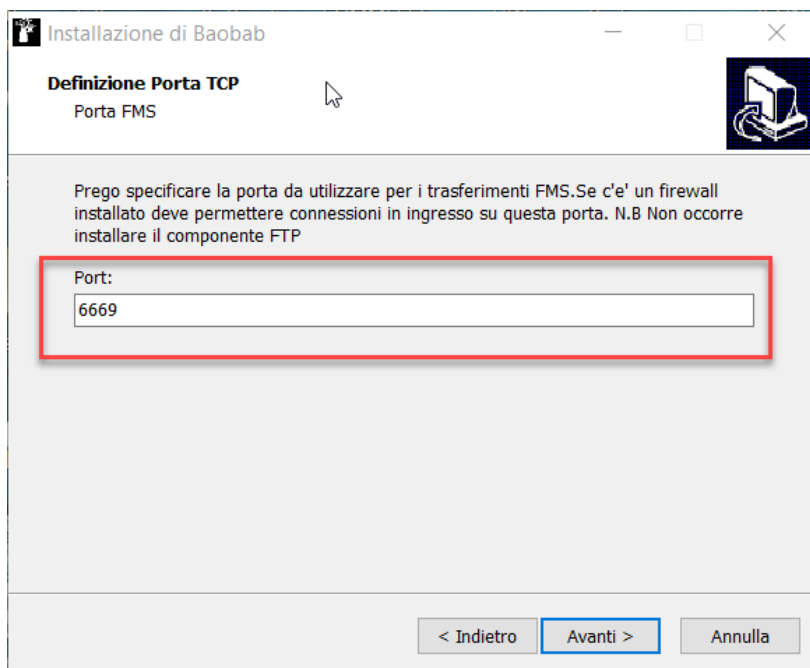 Installazione di Baobab
Definizione Porta TCP
Porta FMS
Prego specificare la porta da utilizzare per i trasferimenti FMS.Se c'e' un firewall
installato deve permettere connessioni in ingresso su questa porta. N.B Non occorre
installare il componente FTP
Port:
6669
< Indietro
Avanti >
Annulla